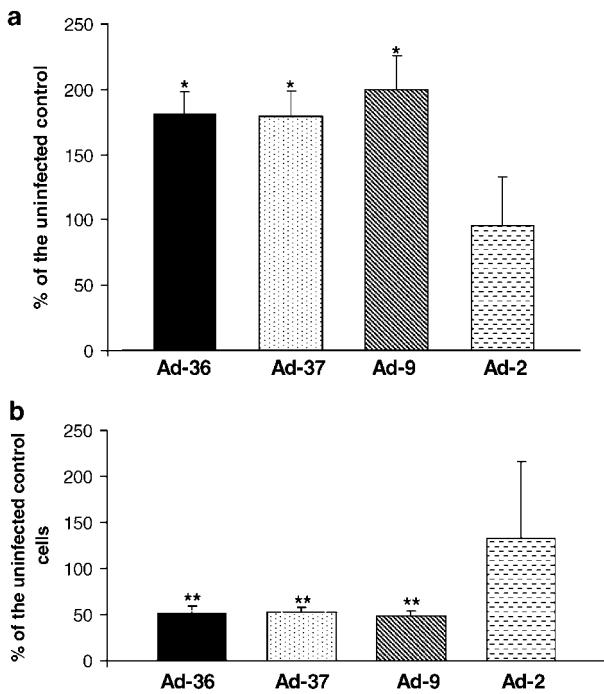 a
% of the uninfected control
250
200
150
100
50
0
* * *
Ad-36 Ad-37 Ad-9 Ad-2
b
% of the uninfected control
cells
250
200
150
100
50
0
** ** **
Ad-36 Ad-37 Ad-9 Ad-2